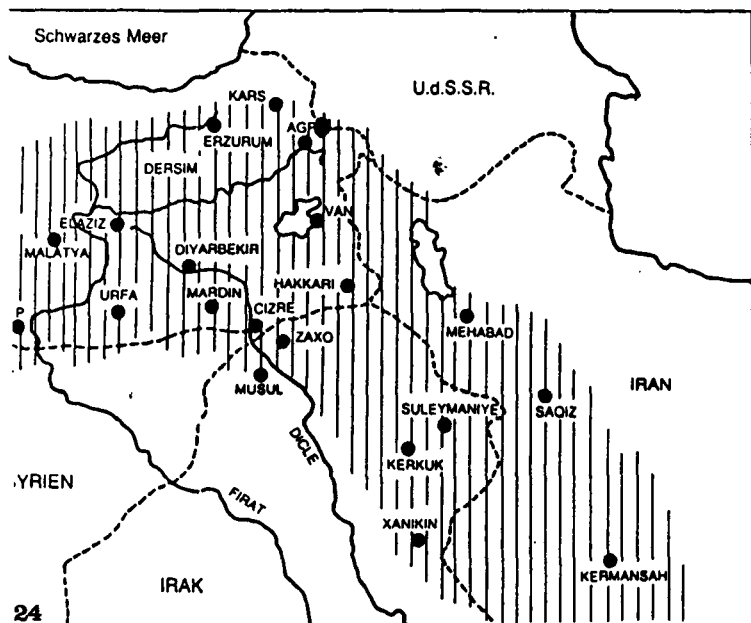 Schwarzes Meer
U.d.S.S.R.
KARS
ERZURUM
DERSIM
ELAZIZ
VAN
MALATYA
DIYARBEKIR
HAKKARI
URFA
MARDIN
CIZRE
P
ZAXO
MEHABAD
MUSUL
IRAN
SULEYMANIYE
SAQIZ
DICLE
KERKUK
YRIEN
FIRAT
XANIKIN
IRAK
KERMANSAH
24